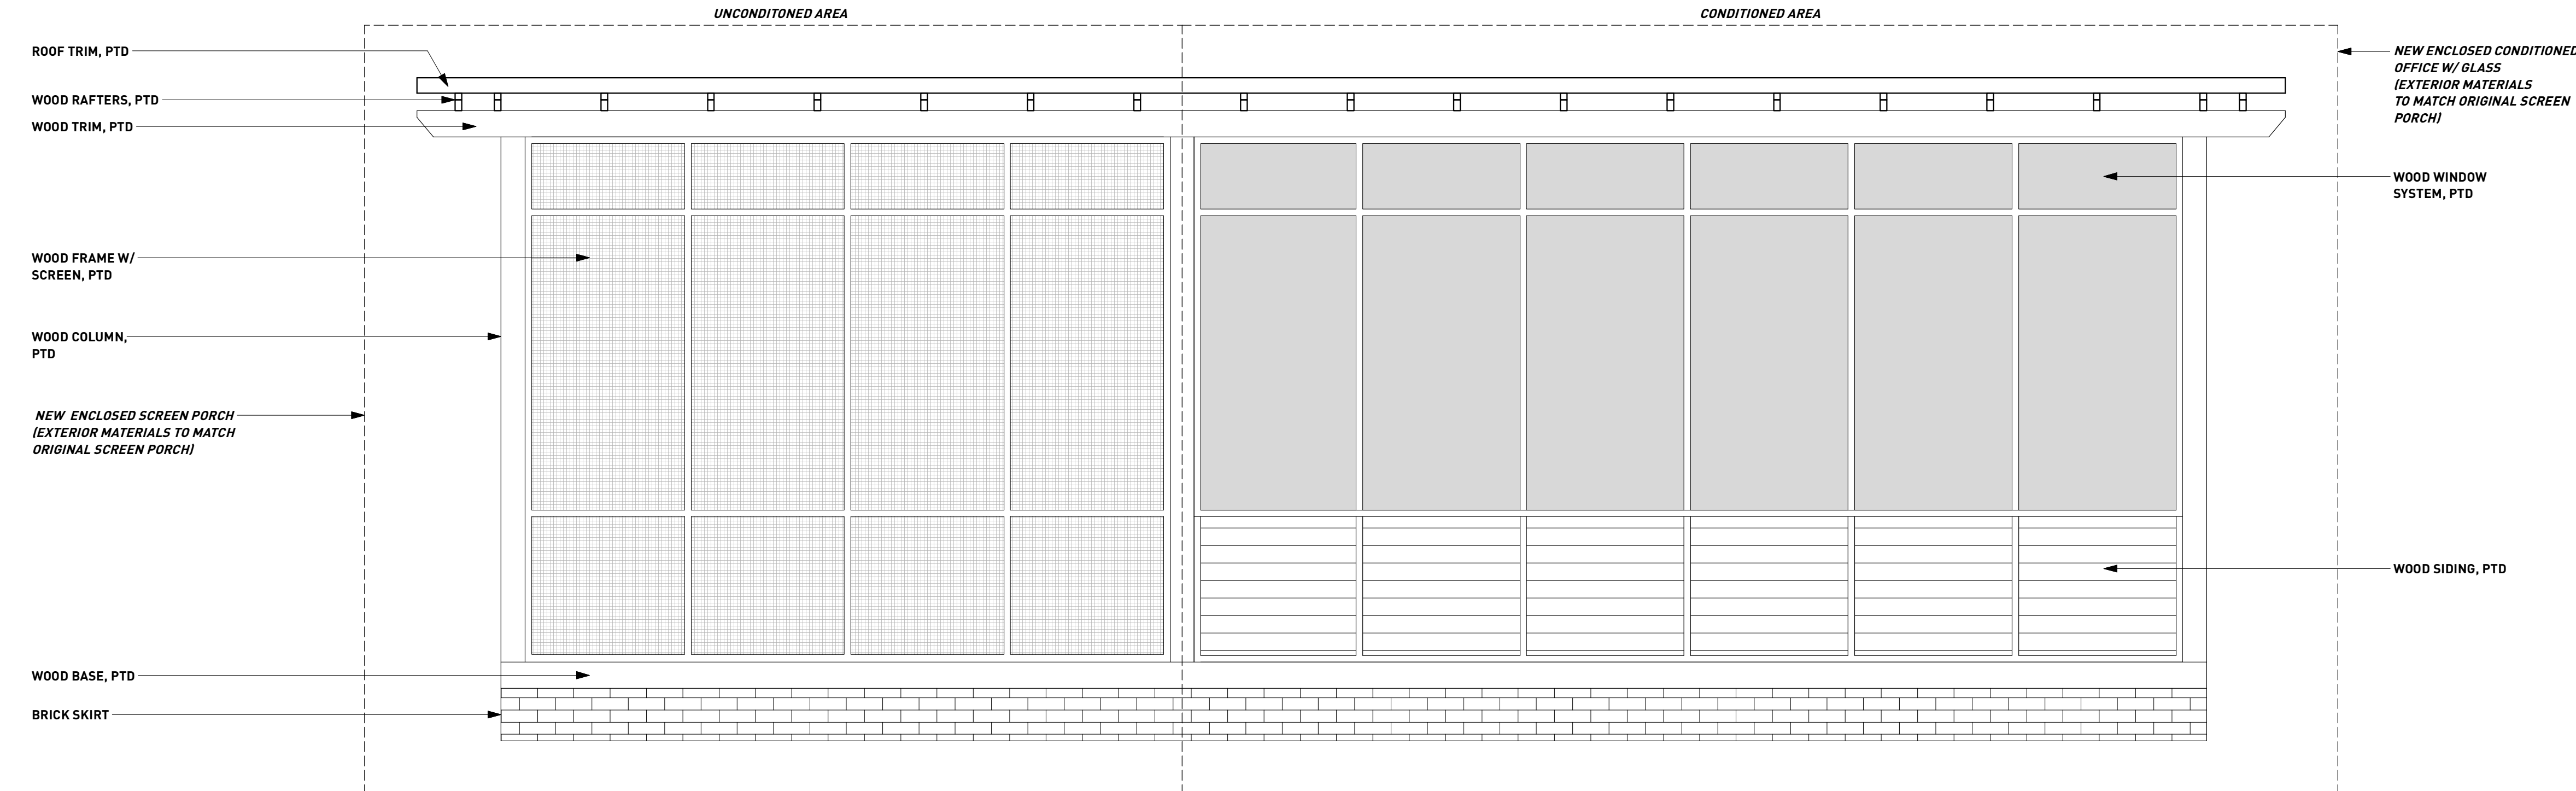 UNCONDITONED AREA
CONDITIONED AREA
ROOF TRIM, PTD
WOOD RAFTERS, PTD
WOOD TRIM, PTD
WOOD FRAME W/
SCREEN, PTD
WOOD COLUMN,
PTD
NEW ENCLOSED SCREEN PORCH
(EXTERIOR MATERIALS TO MATCH
ORIGINAL SCREEN PORCH)
WOOD BASE, PTD
BRICK SKIRT
NEW ENCLOSED CONDITIONED
OFFICE W/ GLASS
(EXTERIOR MATERIALS
TO MATCH ORIGINAL SCREEN
PORCH)
WOOD WINDOW
SYSTEM, PTD
WOOD SIDING, PTD